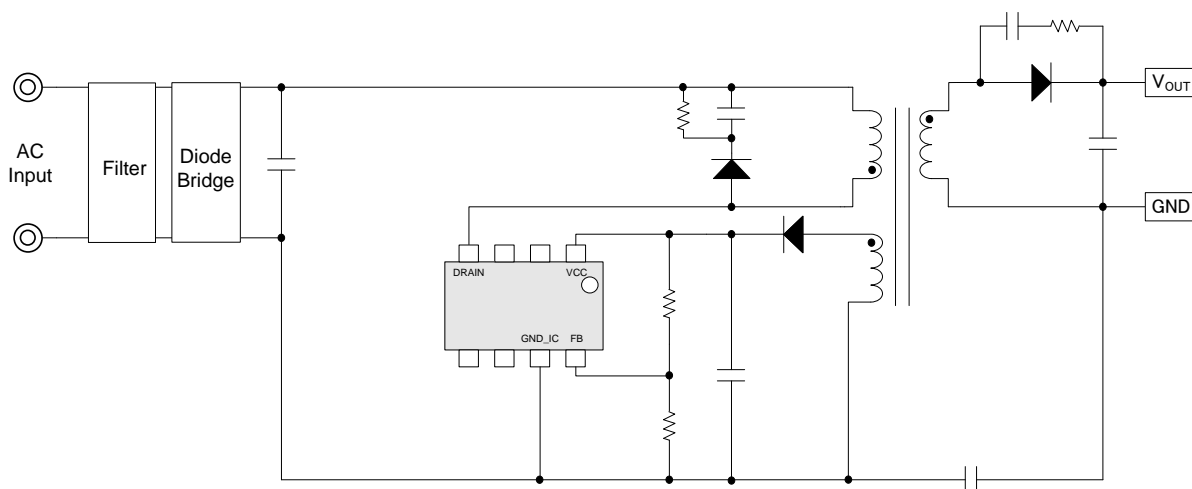 AC
Input
Filter
Diode
Bridge
DRAIN
VCC
GND_IC
FB
VOUT
GND